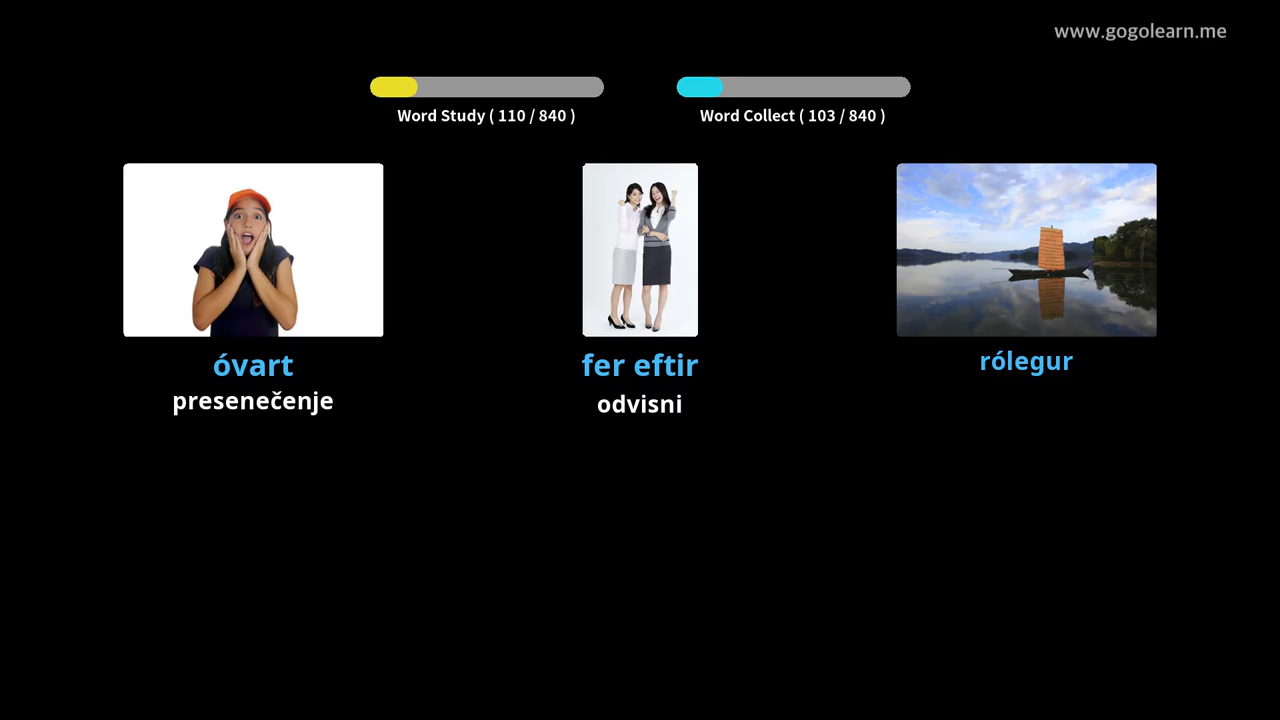 www.gogolearn.me
Word Study ( 110 / 840 )
Word Collect ( 103 / 840 )
óvart
presenečenje
fer eftir
odvisni
rólegur